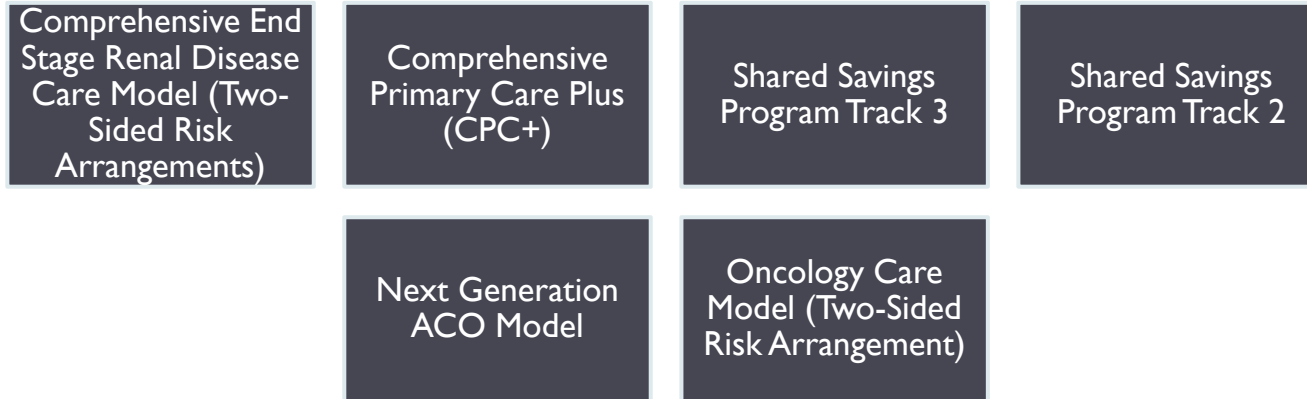 Comprehensive End
Stage Renal Disease
Care Model (Two-
Sided Risk
Arrangements)
Comprehensive
Primary Care Plus
(CPC+)
Shared Savings
Program Track 3
Shared Savings
Program Track 2
Next Generation
ACO Model
Oncology Care
Model (Two-Sided
Risk Arrangement)